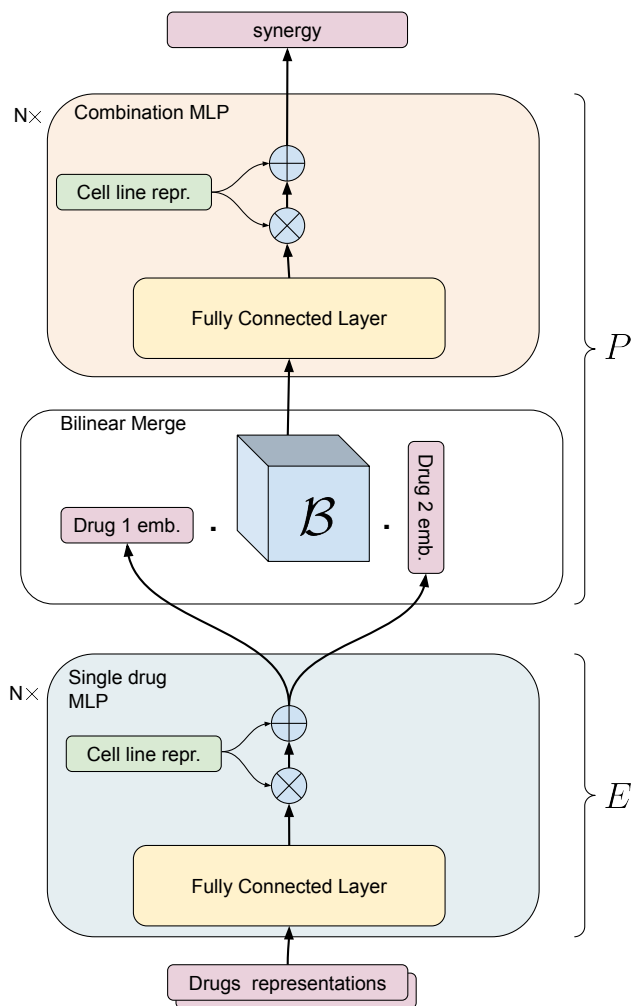 synergy
N×
Combination MLP
Cell line repr.
Fully Connected Layer
P
Bilinear Merge
Drug 1 emb.
.
B
.
Drug 2 emb.
N×
Single drug
MLP
Cell line repr.
E
Fully Connected Layer
Drugs representations